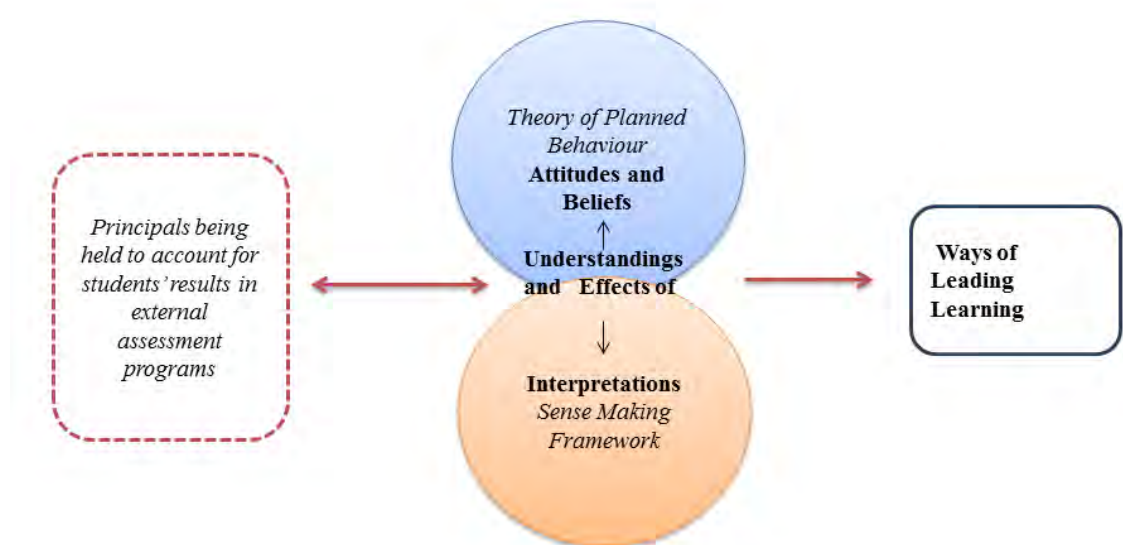 Principals being
held to account for
students’ results in
external
assessment
programs
Theory of Planned
Behaviour
Attitudes and
Beliefs
Understandings
and Effects of
Interpretations
Sense Making
Framework
Ways of
Leading
Learning